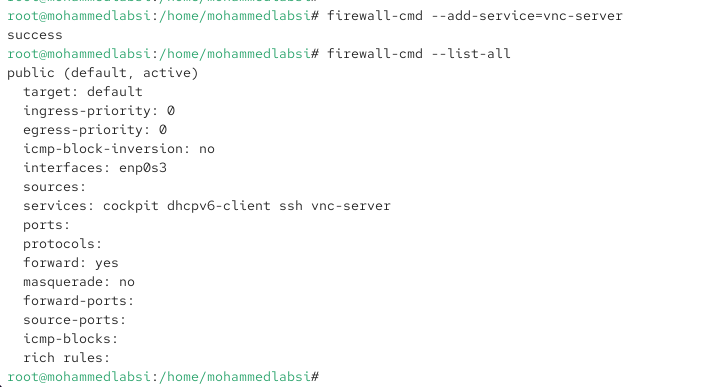 root@mohammedlabsi:/home/mohammedlabsi# firewall-cmd --add-service=vnc-server
success
root@mohammedlabsi:/home/mohammedlabsi# firewall-cmd --list-all
public (default, active)
  target: default
  ingress-priority: 0
  egress-priority: 0
  icmp-block-inversion: no
  interfaces: enp0s3
  sources:
  services: cockpit dhcpv6-client ssh vnc-server
  ports:
  protocols:
  forward: yes
  masquerade: no
  forward-ports:
  source-ports:
  icmp-blocks:
  rich rules:
root@mohammedlabsi:/home/mohammedlabsi#